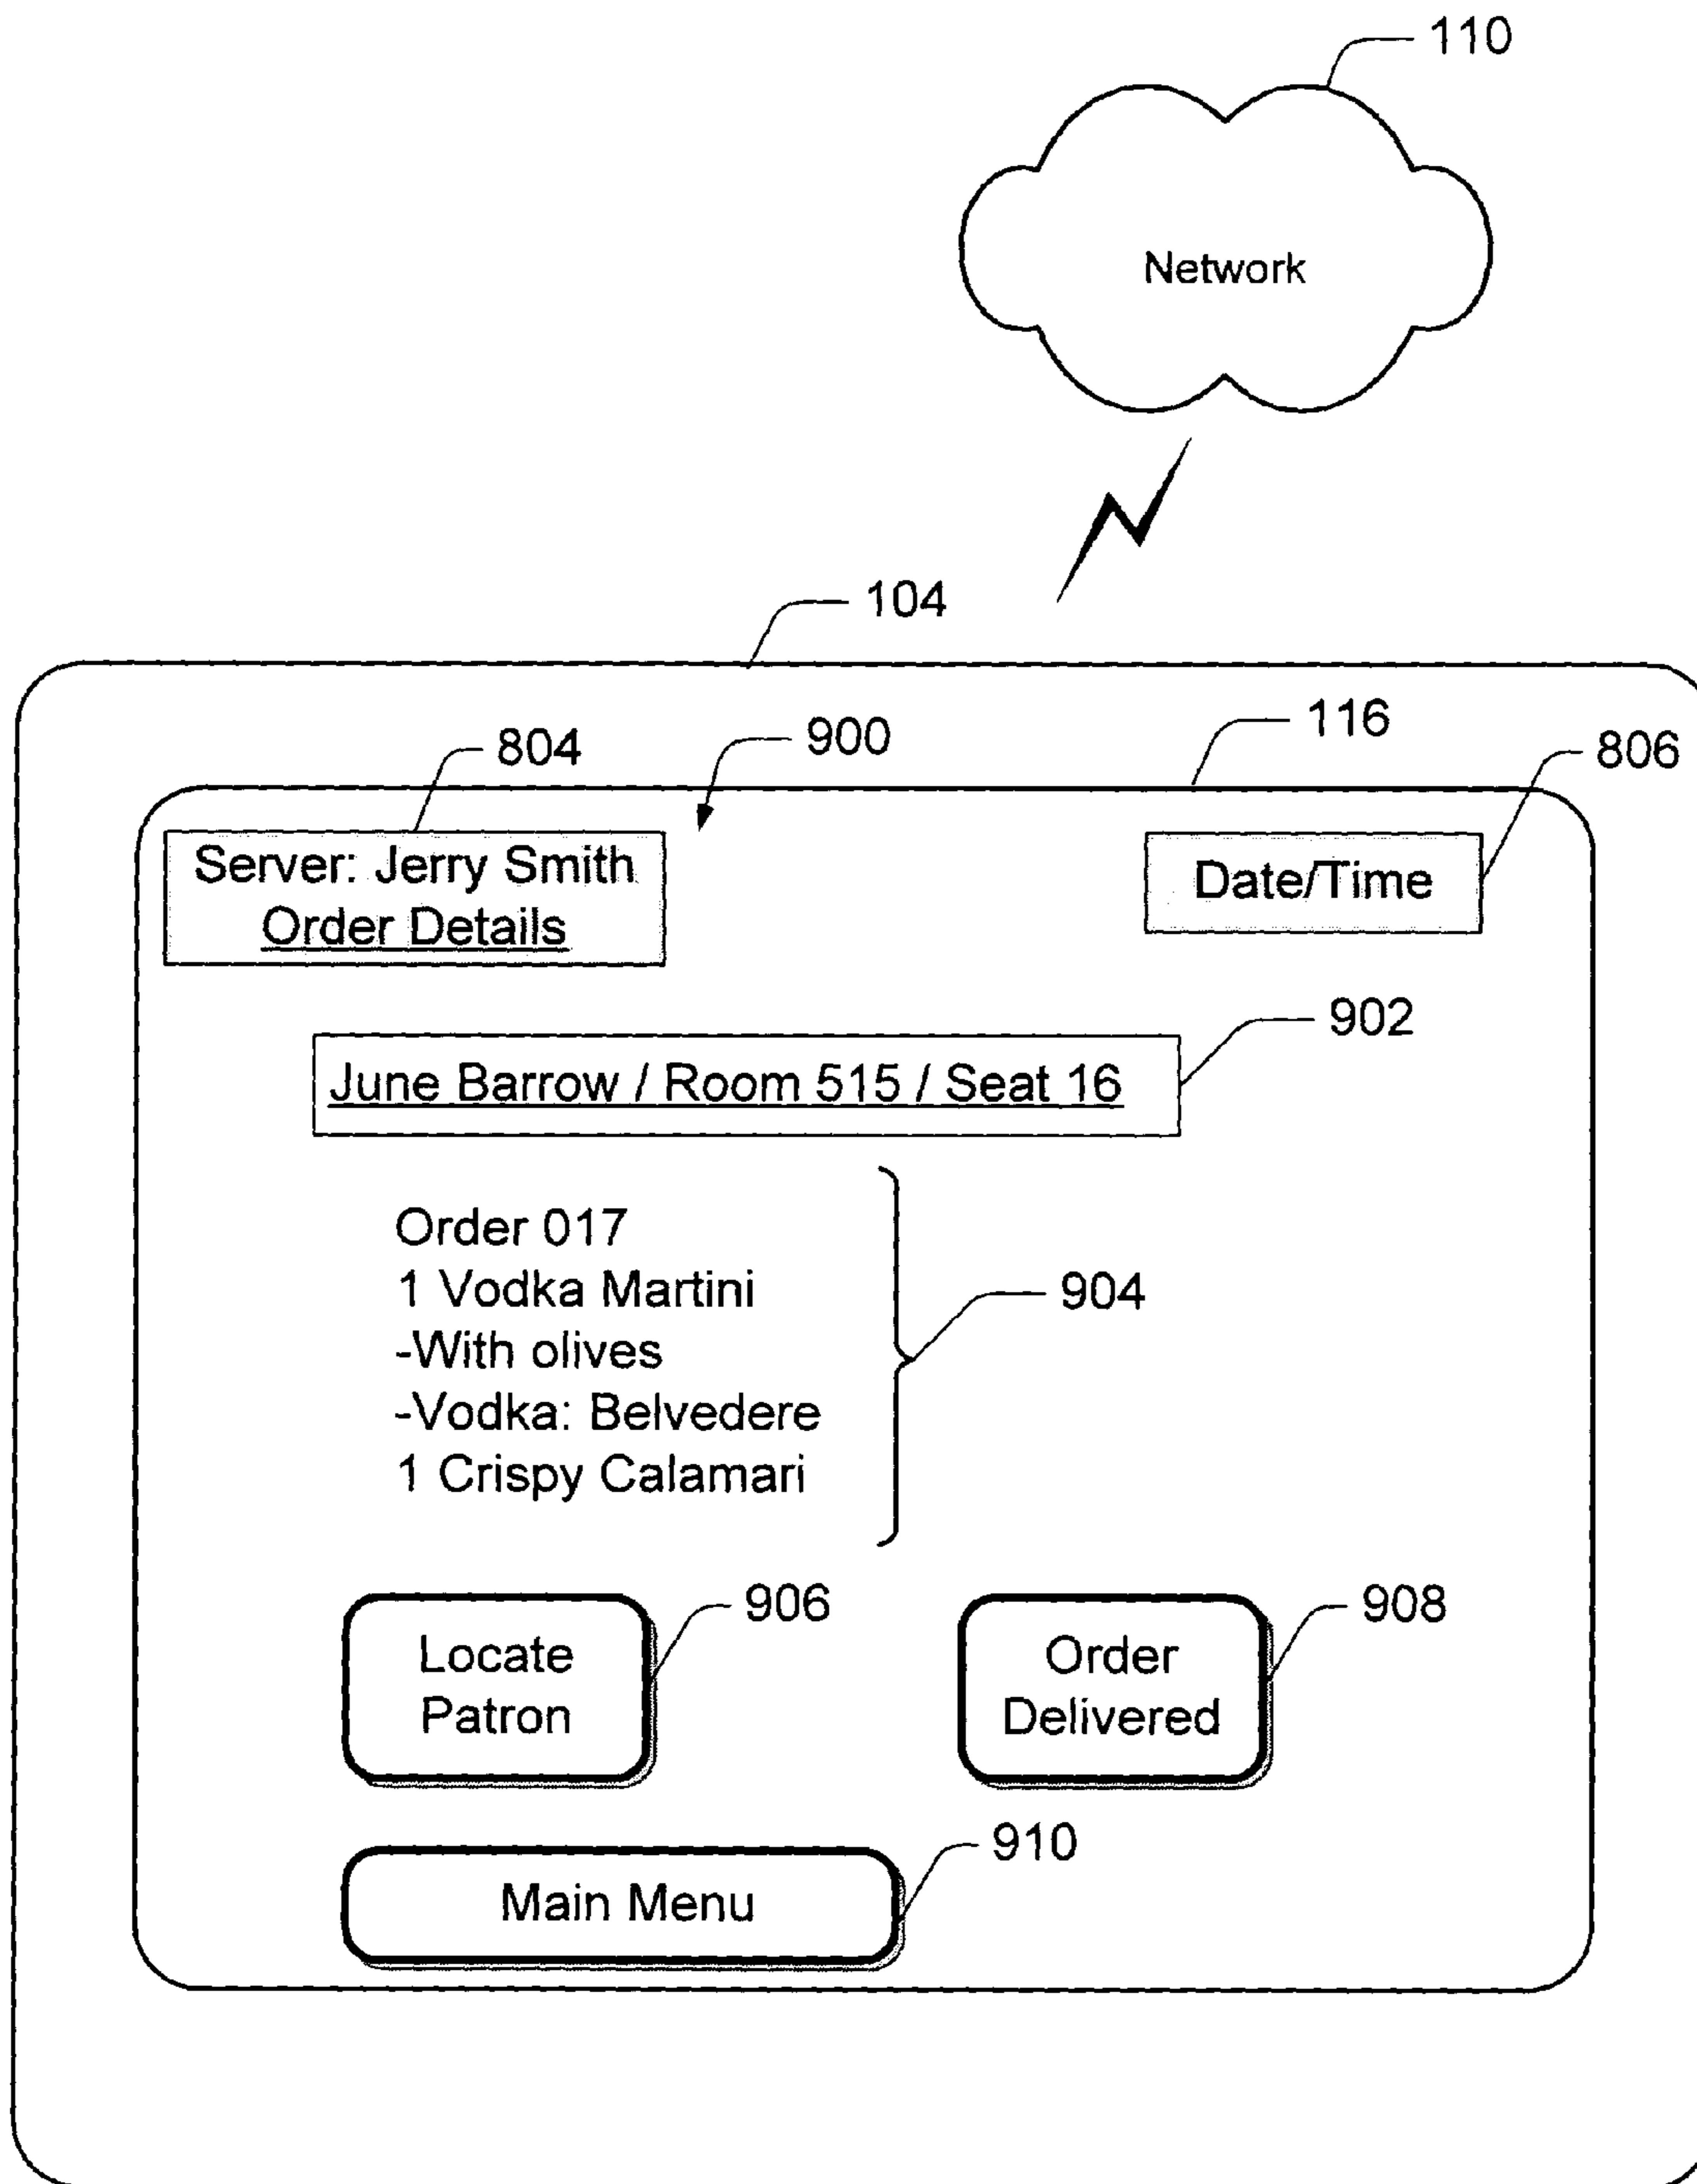 110
Network
104
804
900
116
806
Server: Jerry Smith
Order Details
Date/Time
902
June Barrow / Room 515 / Seat 16
Order 017
1 Vodka Martini
-With olives
-Vodka: Belvedere
1 Crispy Calamari
904
906
908
Locate
Patron
Order
Delivered
910
Main Menu